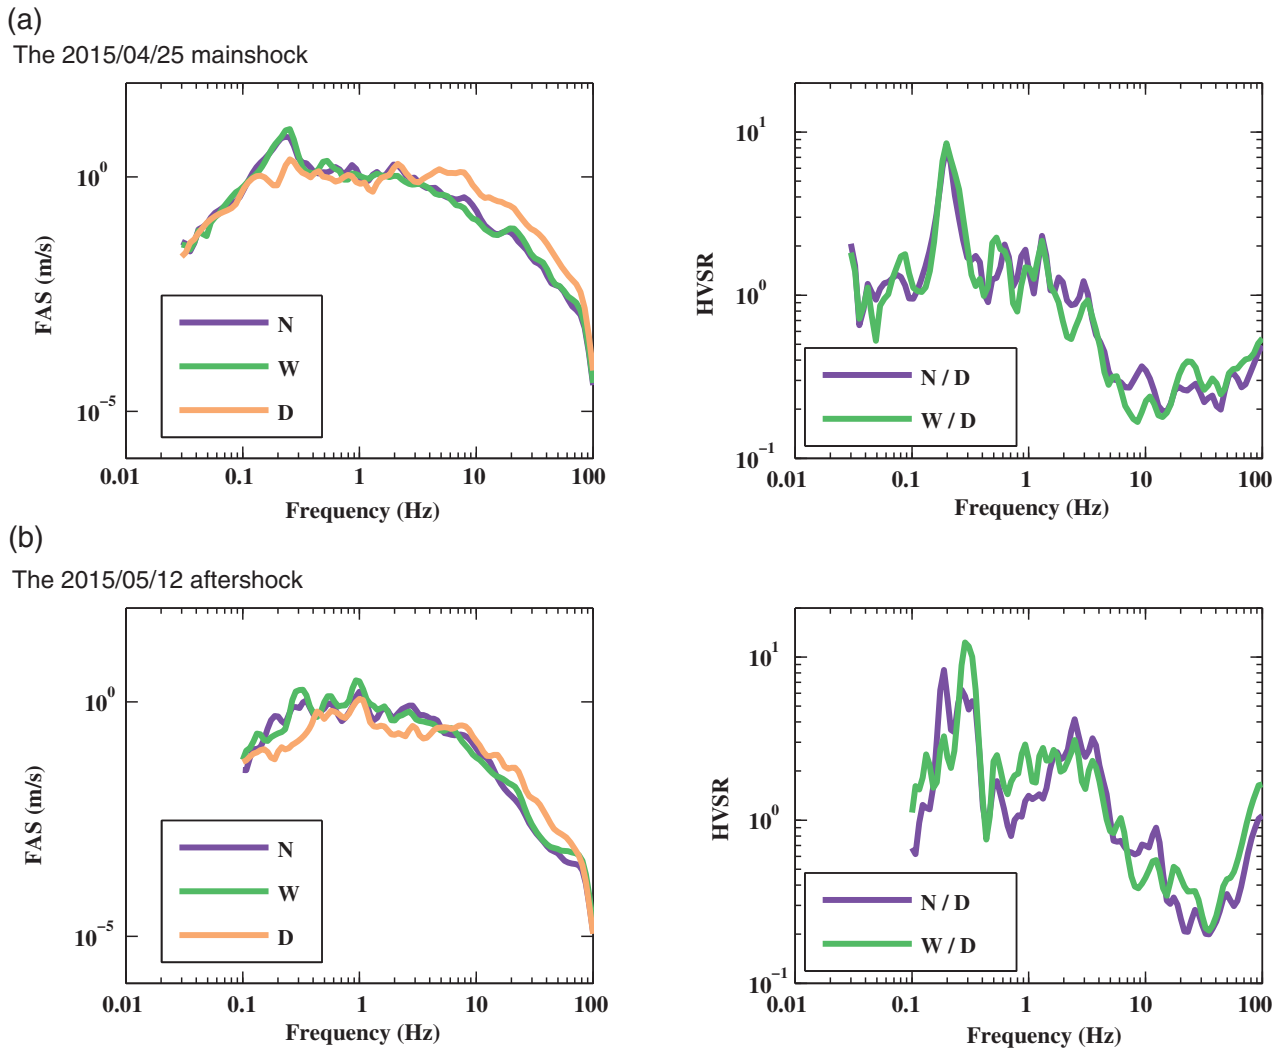 (a)
The 2015/04/25 mainshock
10^0
10^-5
FAS (m/s)
N
W
D
0.01 0.1 1 10 100
Frequency (Hz)
10^1
10^0
10^-1
HVSR
N / D
W / D
0.01 0.1 1 10 100
Frequency (Hz)
(b)
The 2015/05/12 aftershock
10^0
10^-5
FAS (m/s)
N
W
D
0.01 0.1 1 10 100
Frequency (Hz)
10^1
10^0
10^-1
HVSR
N / D
W / D
0.01 0.1 1 10 100
Frequency (Hz)